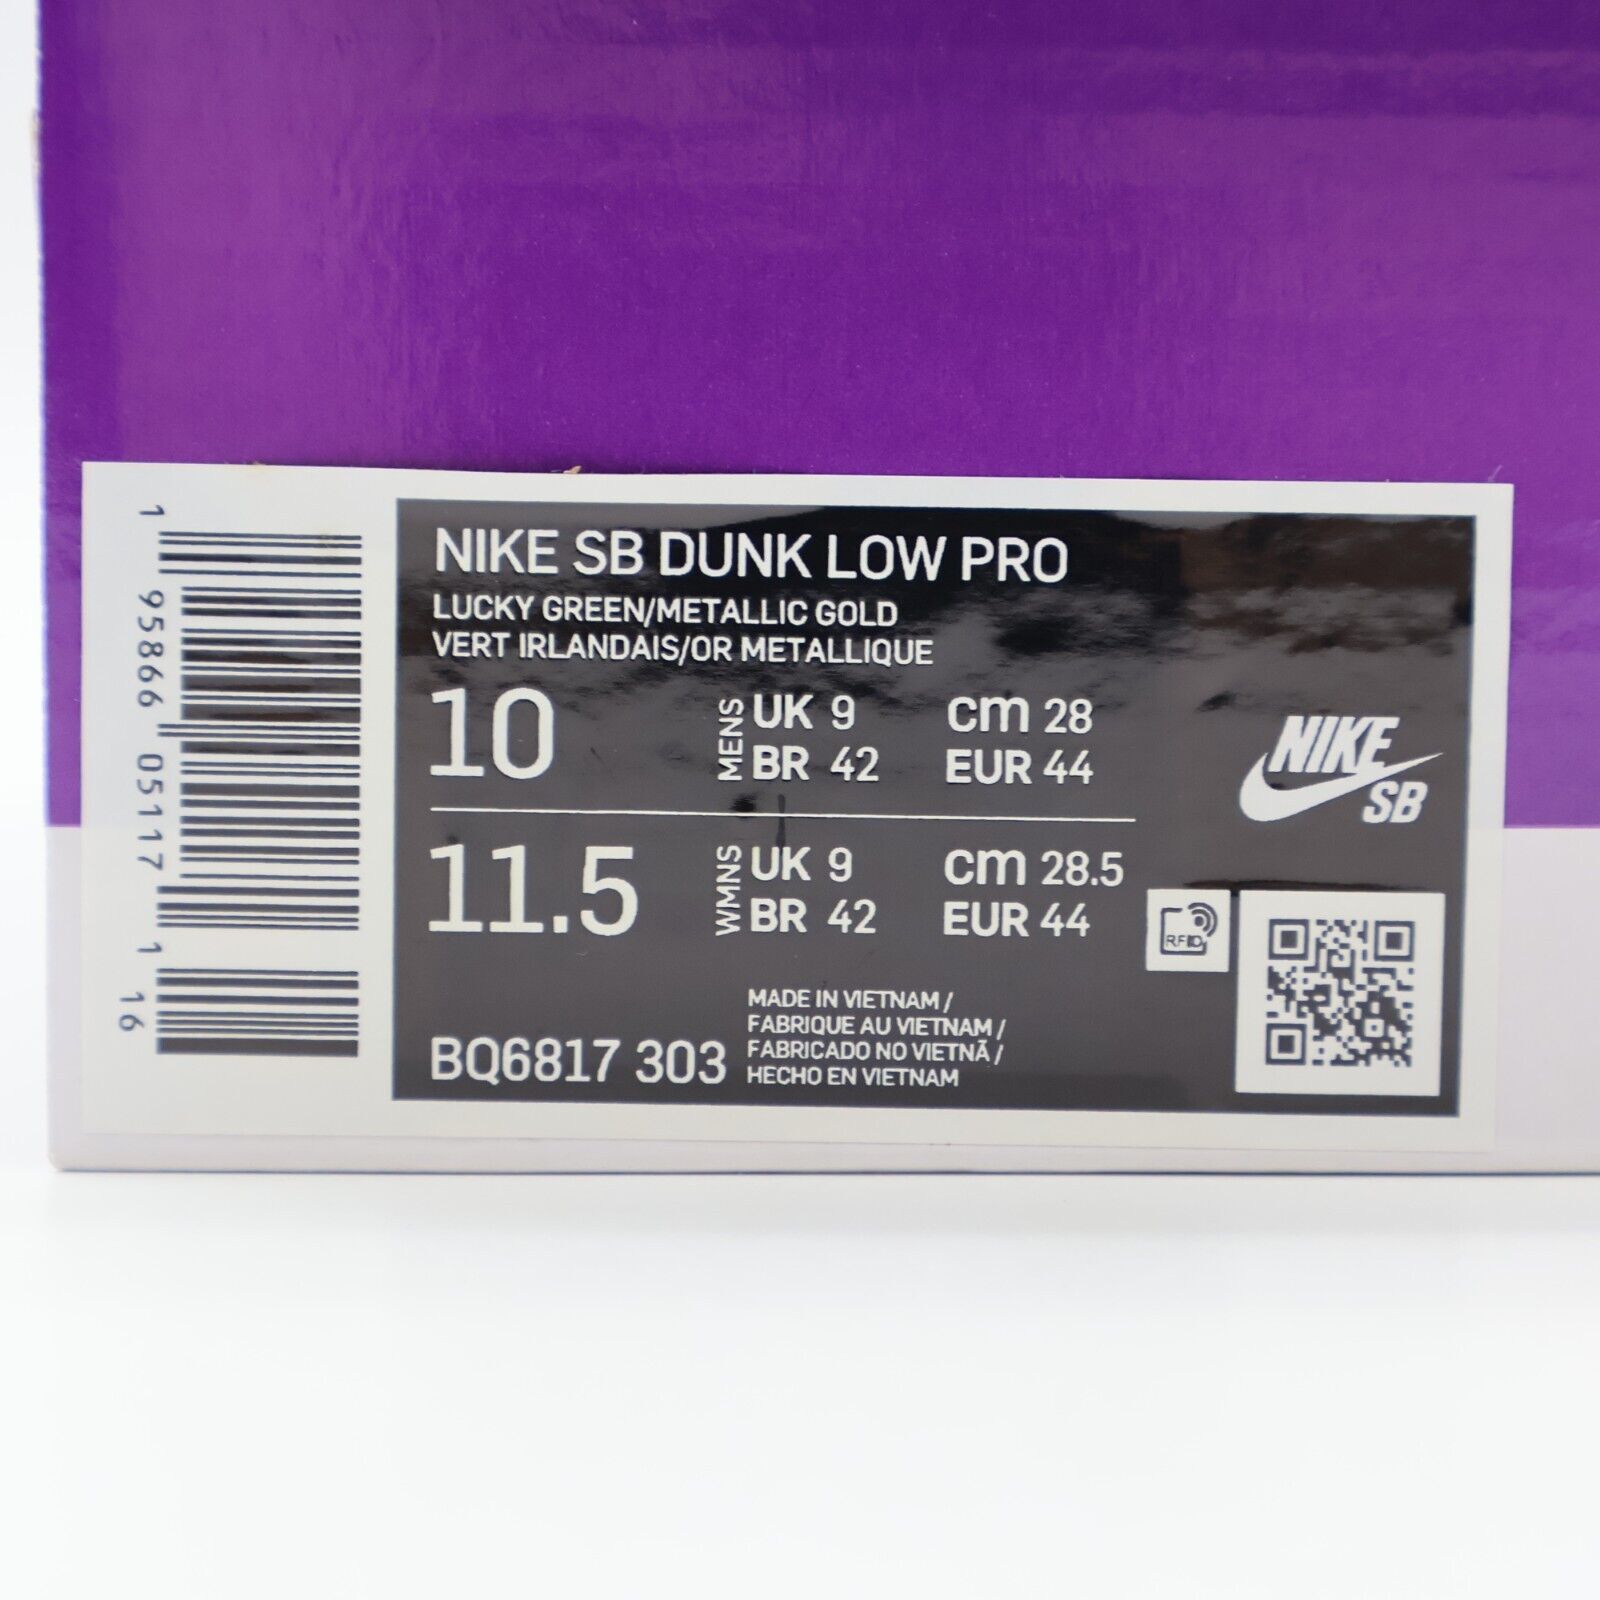 NIKE SB DUNK LOW PRO
LUCKY GREEN/METALLIC GOLD
VERT IRLANDAIS/OR METALLIQUE
10 MENS UK 9 cm 28
BR 42 EUR 44
11.5 WMNS UK 9 cm 28.5
BR 42 EUR 44
NIKE
SB
RFID
BQ6817 303
MADE IN VIETNAM /
FABRIQUE AU VIETNAM /
FABRICADO NO VIETNÃ /
HECHO EN VIETNAM
1 95866 05117 1 16